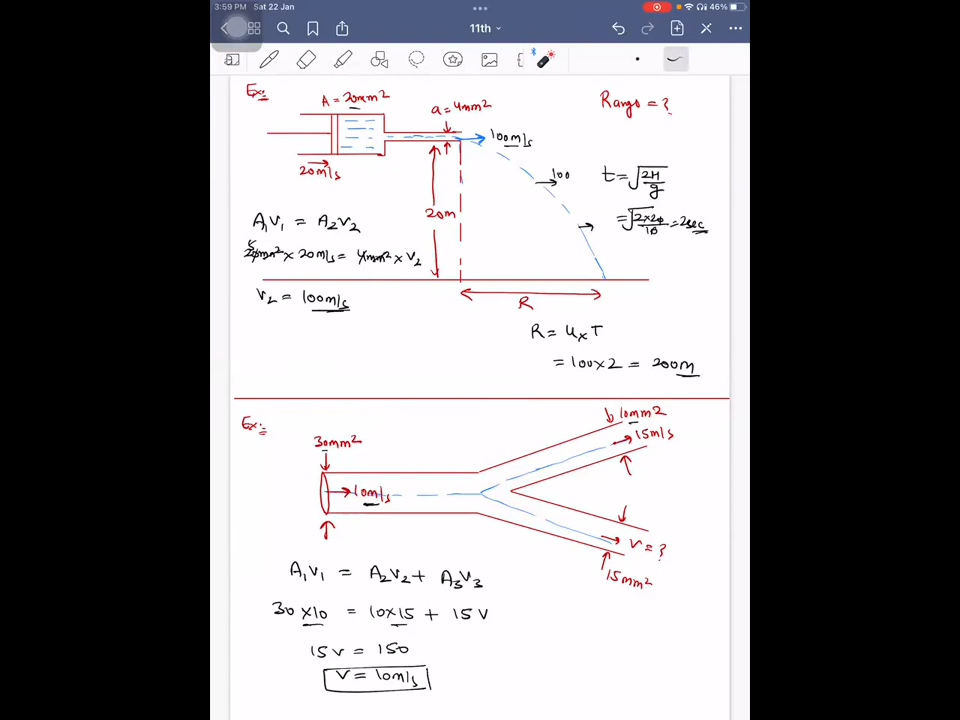 3:59 PM Sat 22 Jan
46%
11th
Ex:
A = 20mm²
a = 4mm²
Range = ?
100m/s
20m/s
100
t = √2H/g
= √2×20/10 = 2sec
20m
A₁V₁ = A₂V₂
20mm² × 20m/s = 4mm² × V₂
V₂ = 100m/s
R
R = uₓT
= 100×2 = 200m
Ex:
30mm²
10mm²
15m/s
10m/s
V = ?
15mm²
A₁V₁ = A₂V₂ + A₃V₃
30×10 = 10×15 + 15V
15V = 150
V = 10m/s